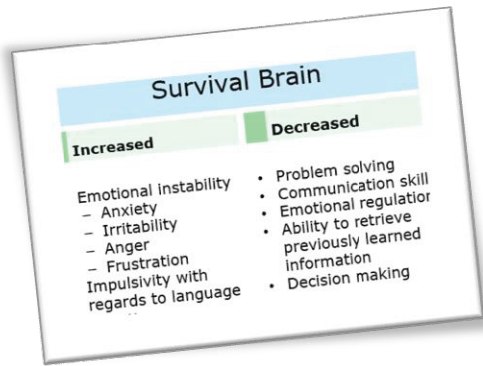 Survival Brain
Increased
Decreased
Emotional instability
– Anxiety
– Irritability
– Anger
– Frustration
Impulsivity with
regards to language
• Problem solving
• Communication skill
• Emotional regulation
• Ability to retrieve
previously learned
information
• Decision making